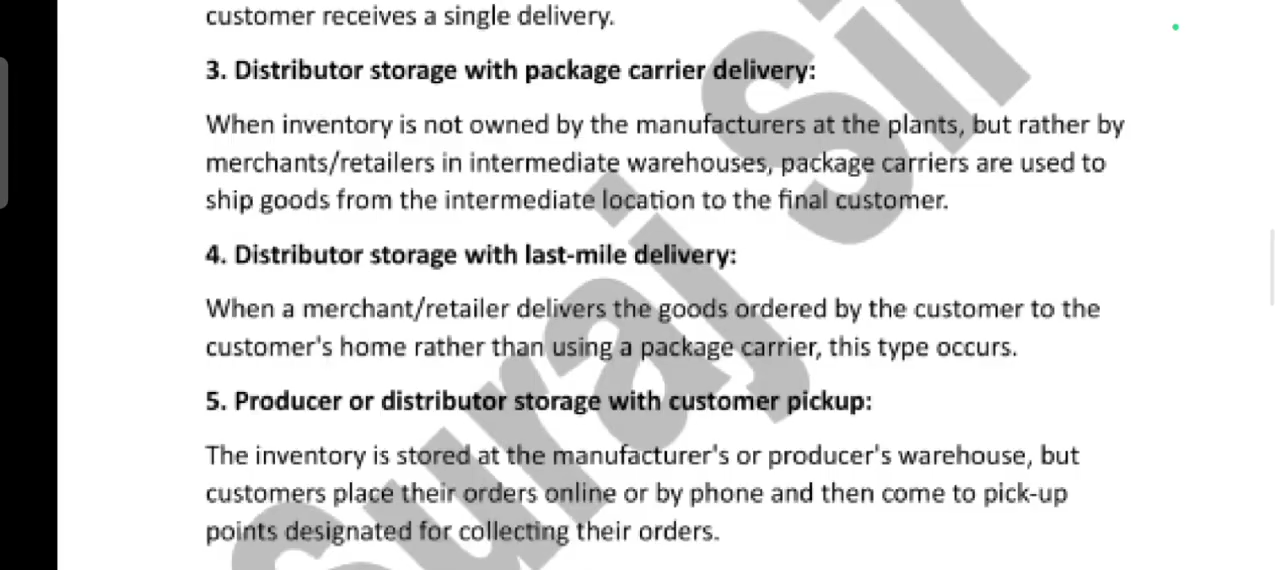 customer receives a single delivery.
3. Distributor storage with package carrier delivery:
When inventory is not owned by the manufacturers at the plants, but rather by
merchants/retailers in intermediate warehouses, package carriers are used to
ship goods from the intermediate location to the final customer.
4. Distributor storage with last-mile delivery:
When a merchant/retailer delivers the goods ordered by the customer to the
customer's home rather than using a package carrier, this type occurs.
5. Producer or distributor storage with customer pickup:
The inventory is stored at the manufacturer's or producer's warehouse, but
customers place their orders online or by phone and then come to pick-up
points designated for collecting their orders.
Suraj Sir